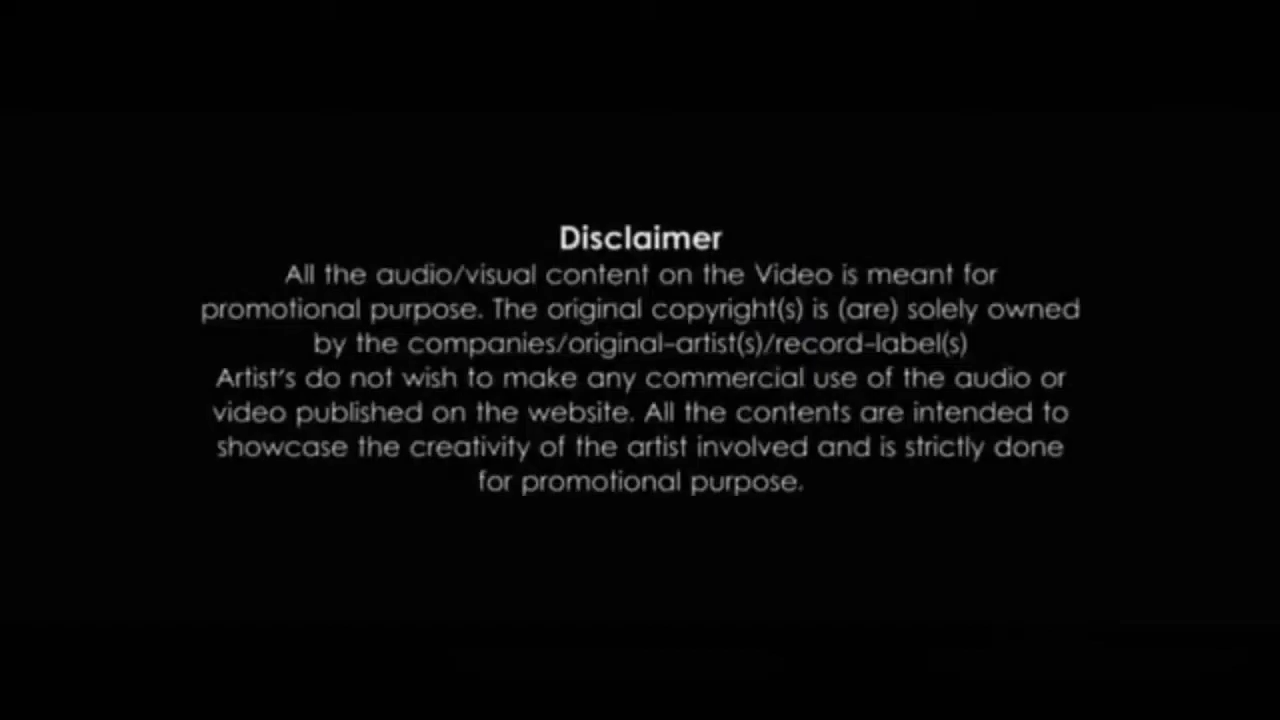 Disclaimer
All the audio/visual content on the Video is meant for
promotional purpose. The original copyright(s) is (are) solely owned
by the companies/original-artist(s)/record-label(s)
Artist's do not wish to make any commercial use of the audio or
video published on the website. All the contents are intended to
showcase the creativity of the artist involved and is strictly done
for promotional purpose.